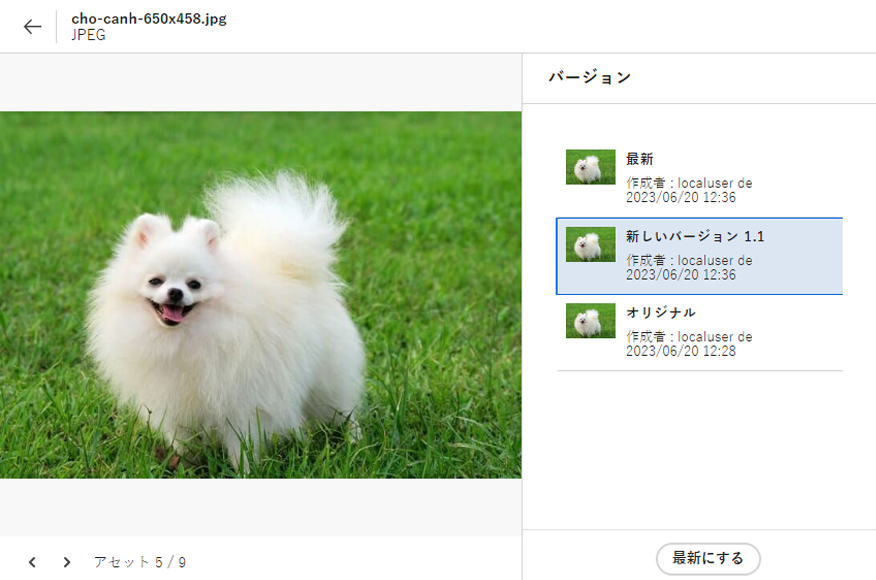 cho-canh-650x458.jpg
JPEG
バージョン
最新
作成者 : localuser de
2023/06/20 12:36
新しいバージョン 1.1
作成者 : localuser de
2023/06/20 12:36
オリジナル
作成者 : localuser de
2023/06/20 12:28
アセット 5 / 9
最新にする